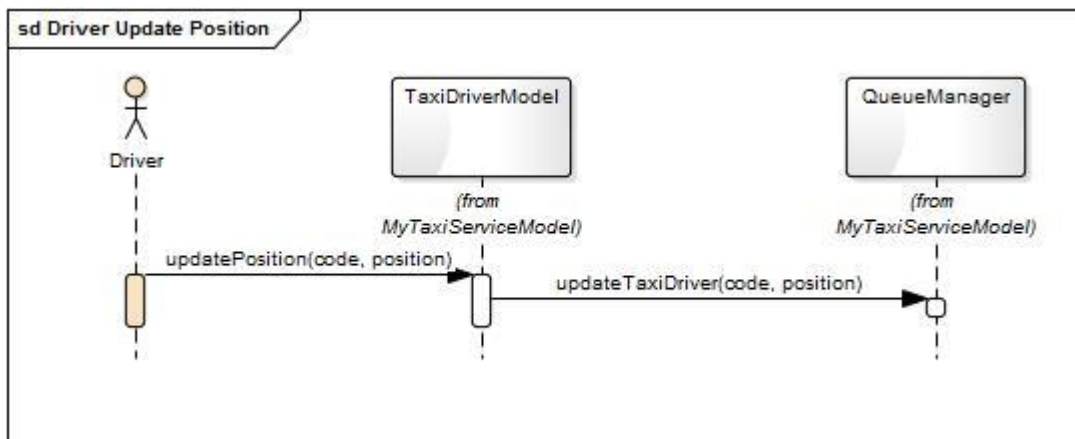 sd Driver Update Position
Driver
TaxiDriverModel
(from
MyTaxiServiceModel)
QueueManager
(from
MyTaxiServiceModel)
updatePosition(code, position)
updateTaxiDriver(code, position)